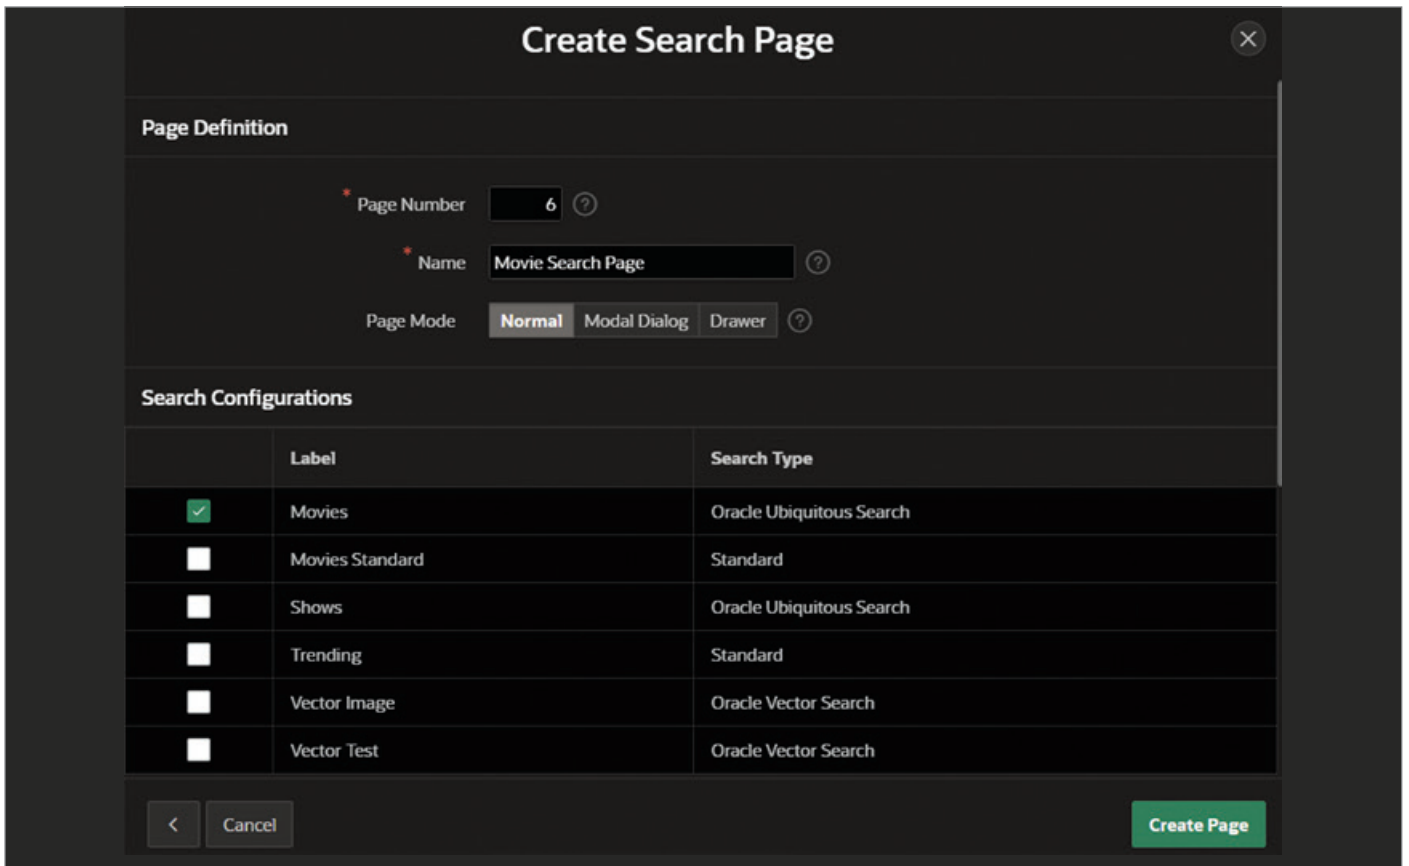 Create Search Page
Page Definition
* Page Number 6 ?
* Name Movie Search Page ?
Page Mode Normal Modal Dialog Drawer ?
Search Configurations
Label Search Type
Movies Oracle Ubiquitous Search
Movies Standard Standard
Shows Oracle Ubiquitous Search
Trending Standard
Vector Image Oracle Vector Search
Vector Test Oracle Vector Search
Cancel Create Page